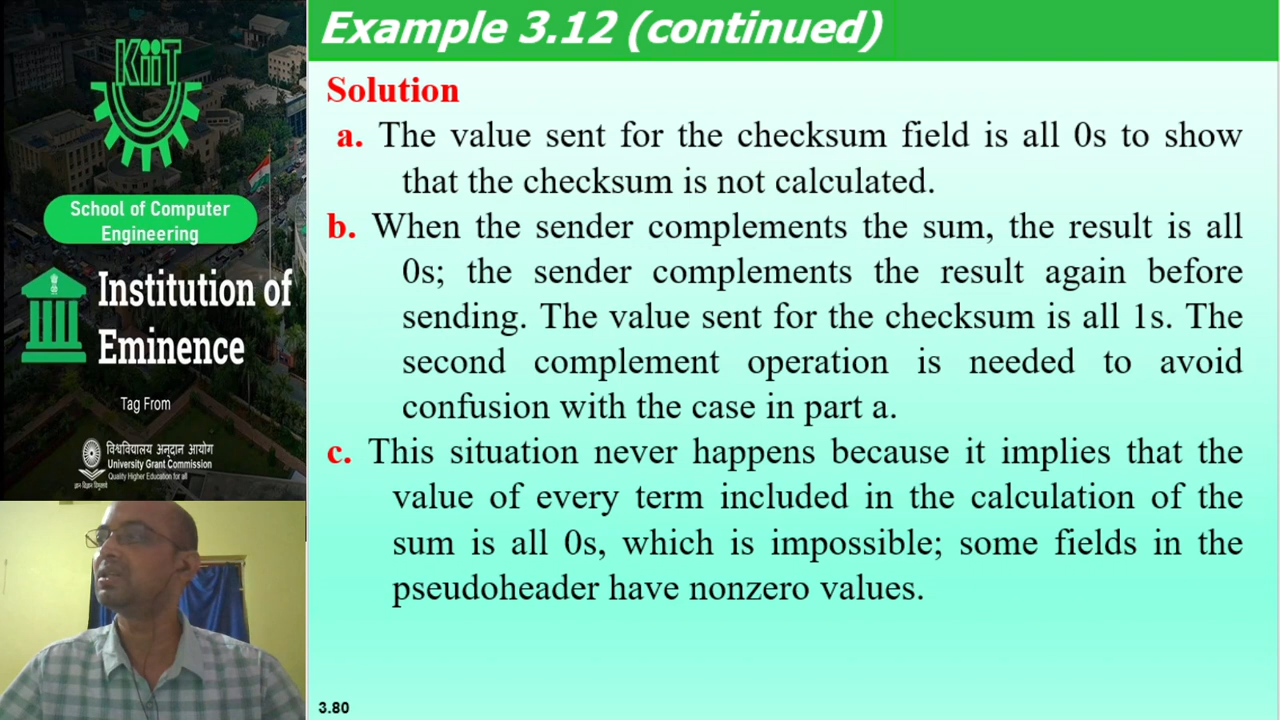 KiiT
School of Computer
Engineering
Institution of
Eminence
Tag From
विश्वविद्यालय अनुदान आयोग
University Grant Commission
Quality Higher Education for all
Example 3.12 (continued)
Solution
a. The value sent for the checksum field is all 0s to show
that the checksum is not calculated.
b. When the sender complements the sum, the result is all
0s; the sender complements the result again before
sending. The value sent for the checksum is all 1s. The
second complement operation is needed to avoid
confusion with the case in part a.
c. This situation never happens because it implies that the
value of every term included in the calculation of the
sum is all 0s, which is impossible; some fields in the
pseudoheader have nonzero values.
3.80